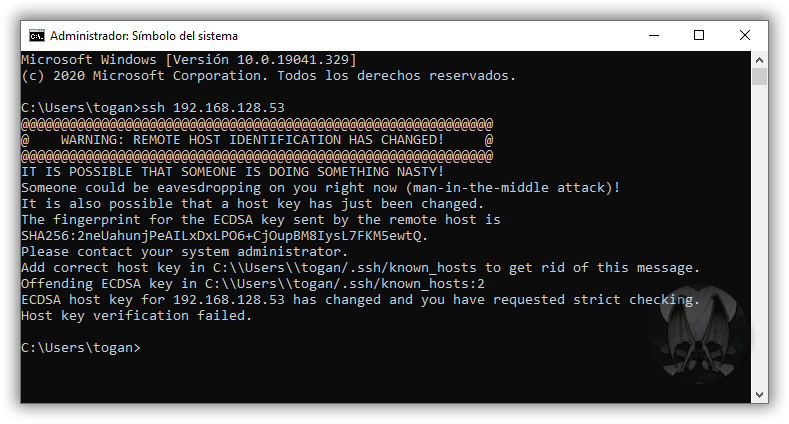 Administrador: Símbolo del sistema
Microsoft Windows [Versión 10.0.19041.329]
(c) 2020 Microsoft Corporation. Todos los derechos reservados.
C:\Users\togan>ssh 192.168.128.53
@@@@@@@@@@@@@@@@@@@@@@@@@@@@@@@@@@@@@@@@@@@@@@@@@@@@@@@@@@@
@    WARNING: REMOTE HOST IDENTIFICATION HAS CHANGED!     @
@@@@@@@@@@@@@@@@@@@@@@@@@@@@@@@@@@@@@@@@@@@@@@@@@@@@@@@@@@@
IT IS POSSIBLE THAT SOMEONE IS DOING SOMETHING NASTY!
Someone could be eavesdropping on you right now (man-in-the-middle attack)!
It is also possible that a host key has just been changed.
The fingerprint for the ECDSA key sent by the remote host is
SHA256:2neUahunjPeAILxDxLPO6+CjOupBM8IysL7FKM5ewtQ.
Please contact your system administrator.
Add correct host key in C:\\Users\\togan/.ssh/known_hosts to get rid of this message.
Offending ECDSA key in C:\\Users\\togan/.ssh/known_hosts:2
ECDSA host key for 192.168.128.53 has changed and you have requested strict checking.
Host key verification failed.
C:\Users\togan>